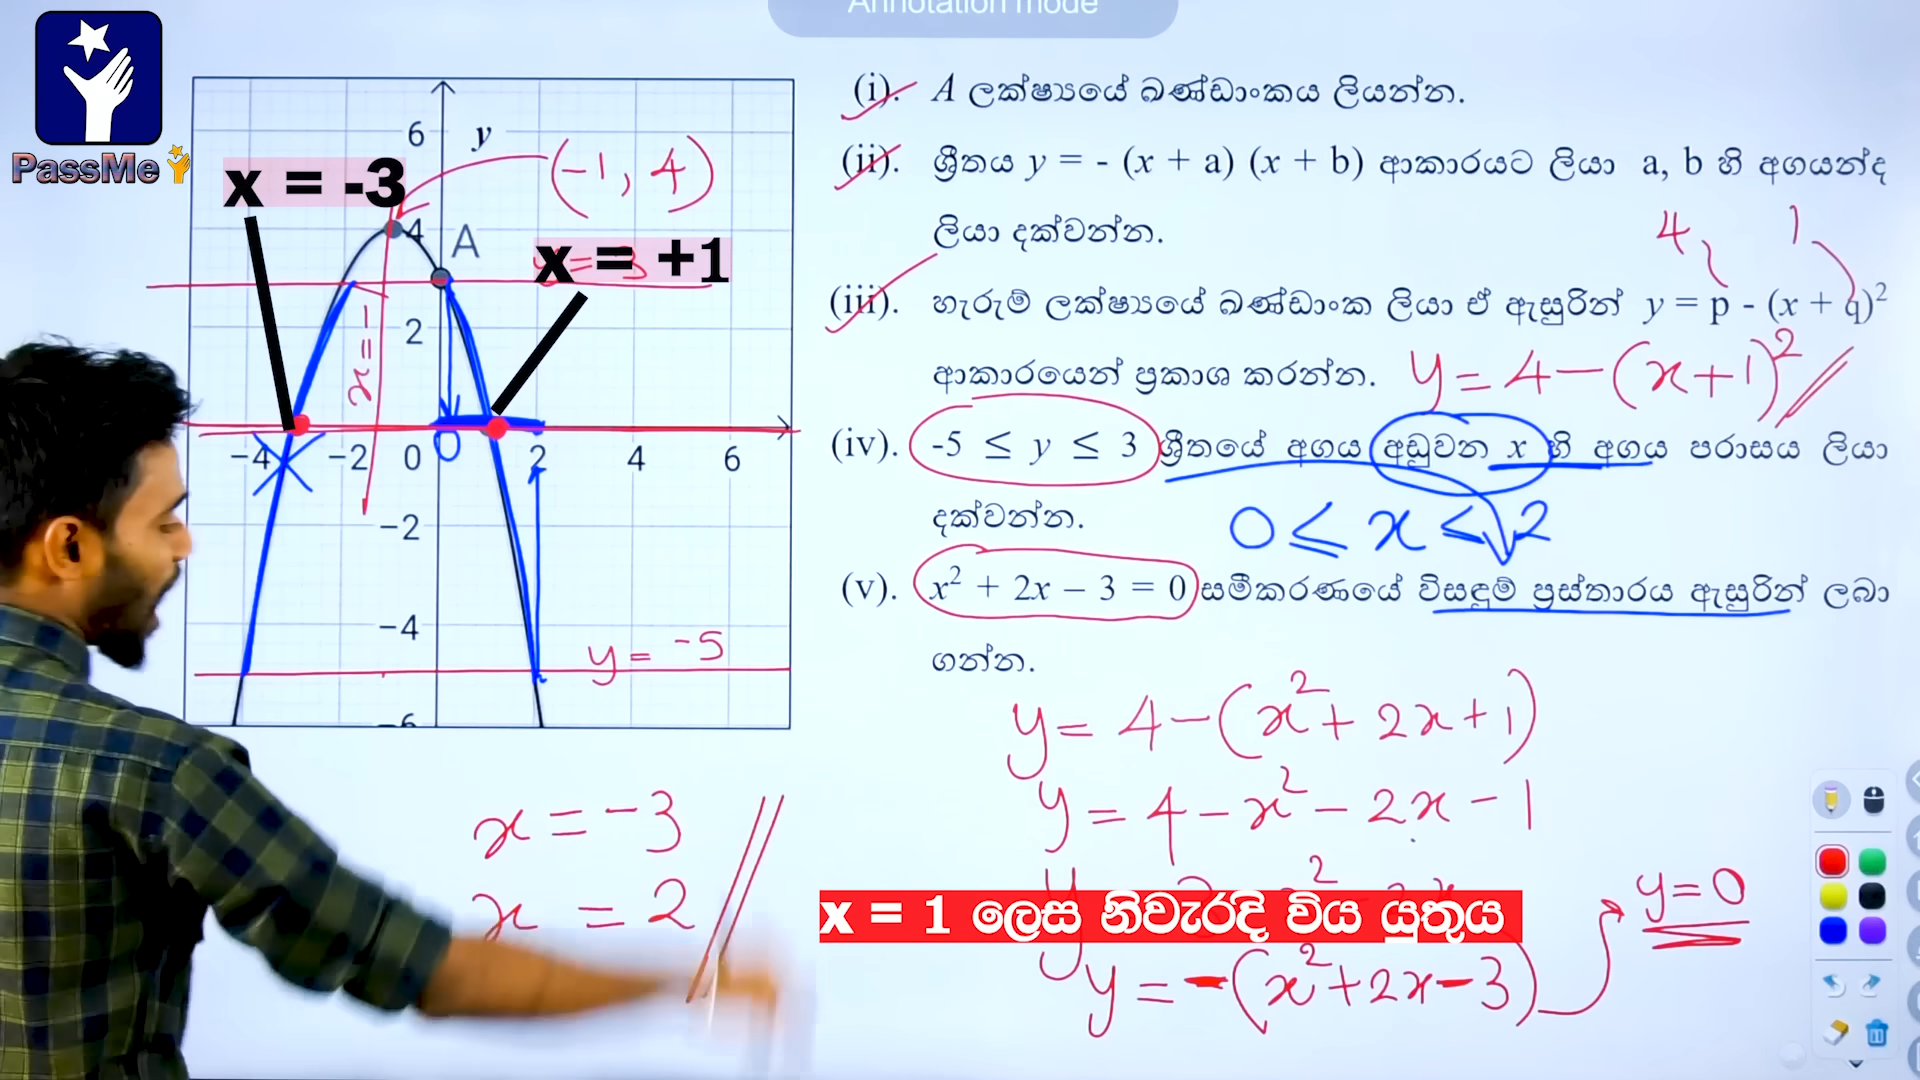 Annotation mode
PassMe
x = -3
x = +1
(-1, 4)
6
y
4
A
2
x = -
-4
-2
0
0
2
4
6
-2
-4
-6
y = -5
x = -3
x = 2
(i). A ලක්ෂ්‍යයේ ඛණ්ඩාංකය ලියන්න.
(ii). ශ්‍රිතය y = - (x + a) (x + b) ආකාරයට ලියා a, b හි අගයන්ද
ලියා දක්වන්න.
4 1
(iii). හැරුම් ලක්ෂ්‍යයේ ඛණ්ඩාංක ලියා ඒ ඇසුරින් y = p - (x + q)²
ආකාරයෙන් ප්‍රකාශ කරන්න. y = 4 - (x+1)²
(iv). -5 ≤ y ≤ 3 ශ්‍රිතයේ අගය අඩුවන x හි අගය පරාසය ලියා
දක්වන්න. 0 ≤ x ≤ 2
(v). x² + 2x – 3 = 0 සමීකරණයේ විසඳුම් ප්‍රස්තාරය ඇසුරින් ලබා
ගන්න.
y = 4 - (x² + 2x + 1)
y = 4 - x² - 2x - 1
x = 1 ලෙස නිවැරදි විය යුතුය
y = -(x² + 2x - 3)
y = 0